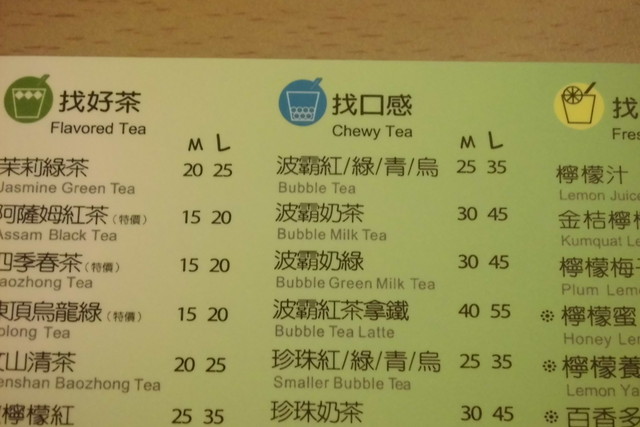 找好茶
Flavored Tea
M L
茉莉綠茶 20 25
Jasmine Green Tea
阿薩姆紅茶(特價) 15 20
Assam Black Tea
四季春茶(特價) 15 20
aozhong Tea
東頂烏龍綠(特價) 15 20
olong Tea
文山清茶 20 25
enshan Baozhong Tea
檸檬紅 25 35
找口感
Chewy Tea
M L
波霸紅/綠/青/烏 25 35
Bubble Tea
波霸奶茶 30 45
Bubble Milk Tea
波霸奶綠 30 45
Bubble Green Milk Tea
波霸紅茶拿鐵 40 55
Bubble Tea Latte
珍珠紅/綠/青/烏 25 35
Smaller Bubble Tea
珍珠奶茶 30 45
找
Fres
檸檬汁
Lemon Juice
金桔檸檬
Kumquat Le
檸檬梅
Plum Lem
檸檬蜜
Honey Le
檸檬養
Lemon Ya
百香多